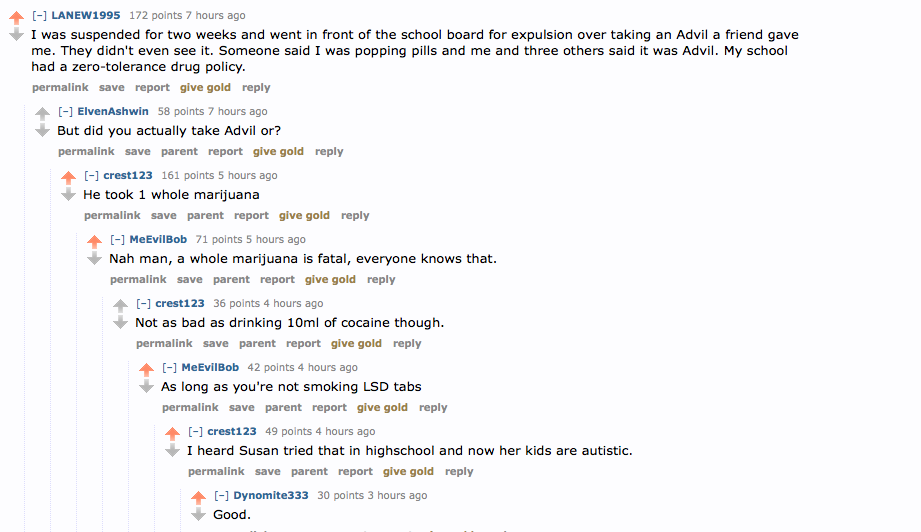 [–] LANEW1995 172 points 7 hours ago
I was suspended for two weeks and went in front of the school board for expulsion over taking an Advil a friend gave
me. They didn't even see it. Someone said I was popping pills and me and three others said it was Advil. My school
had a zero-tolerance drug policy.
permalink save report give gold reply
[–] ElvenAshwin 58 points 7 hours ago
But did you actually take Advil or?
permalink save parent report give gold reply
[–] crest123 161 points 5 hours ago
He took 1 whole marijuana
permalink save parent report give gold reply
[–] MeEvilBob 71 points 5 hours ago
Nah man, a whole marijuana is fatal, everyone knows that.
permalink save parent report give gold reply
[–] crest123 36 points 4 hours ago
Not as bad as drinking 10ml of cocaine though.
permalink save parent report give gold reply
[–] MeEvilBob 42 points 4 hours ago
As long as you're not smoking LSD tabs
permalink save parent report give gold reply
[–] crest123 49 points 4 hours ago
I heard Susan tried that in highschool and now her kids are autistic.
permalink save parent report give gold reply
[–] Dynomite333 30 points 3 hours ago
Good.